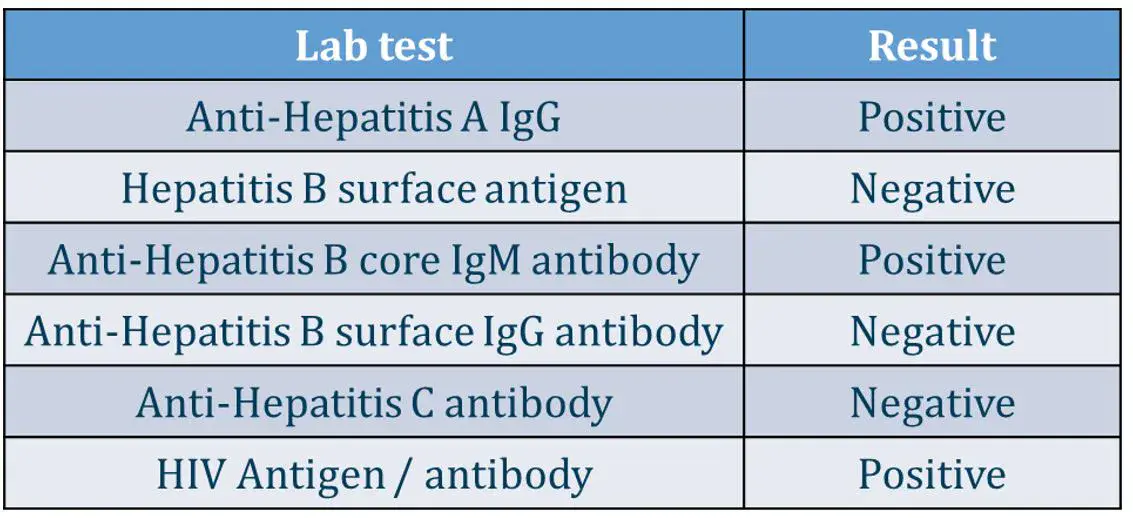 Lab test Result
Anti-Hepatitis A IgG Positive
Hepatitis B surface antigen Negative
Anti-Hepatitis B core IgM antibody Positive
Anti-Hepatitis B surface IgG antibody Negative
Anti-Hepatitis C antibody Negative
HIV Antigen / antibody Positive